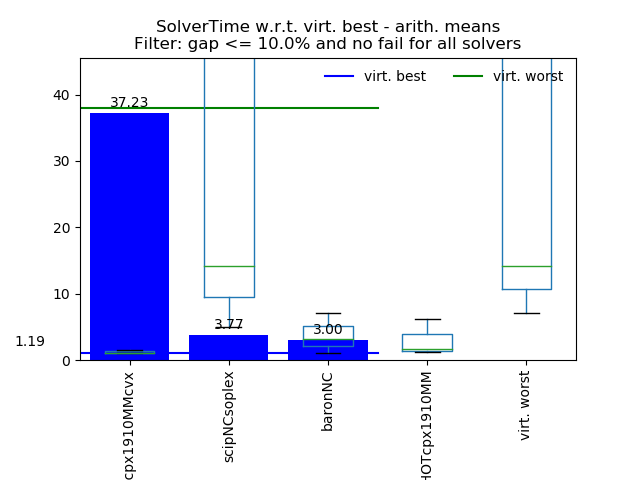 SolverTime w.r.t. virt. best - arith. means
Filter: gap <= 10.0% and no fail for all solvers
virt. best
virt. worst
40
30
20
10
0
1.19
37.23
3.77
3.00
cpx1910MMcvx
scipNCsoplex
baronNC
HOTcpx1910MM
virt. worst